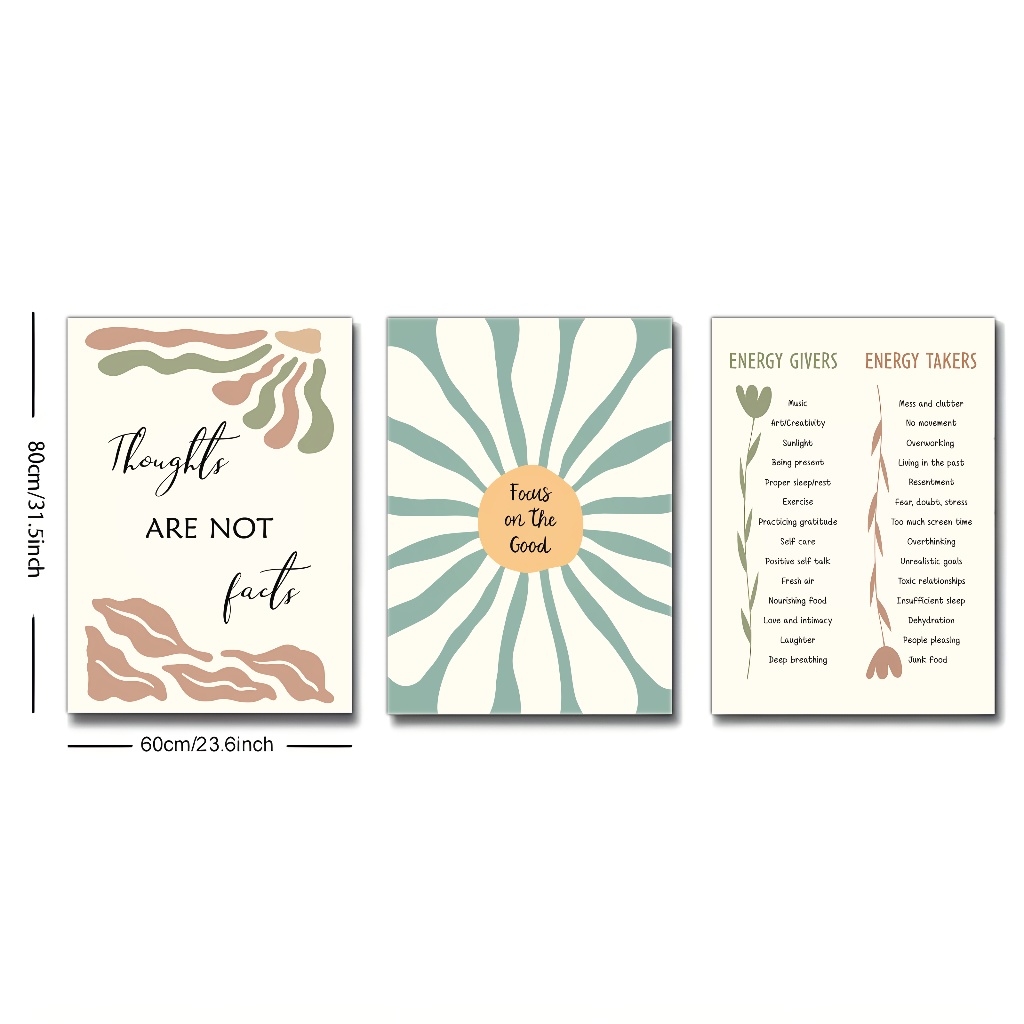 80cm/31.5inch
Thoughts
ARE NOT
facts
60cm/23.6inch
Focus
on the
Good
ENERGY GIVERS
Music
Art/Creativity
Sunlight
Being present
Proper sleep/rest
Exercise
Practicing gratitude
Self care
Positive self talk
Fresh air
Nourishing food
Love and intimacy
Laughter
Deep breathing
ENERGY TAKERS
Mess and clutter
No movement
Overworking
Living in the past
Resentment
Fear, doubt, stress
Too much screen time
Overthinking
Unrealistic goals
Toxic relationships
Insufficient sleep
Dehydration
People pleasing
Junk food